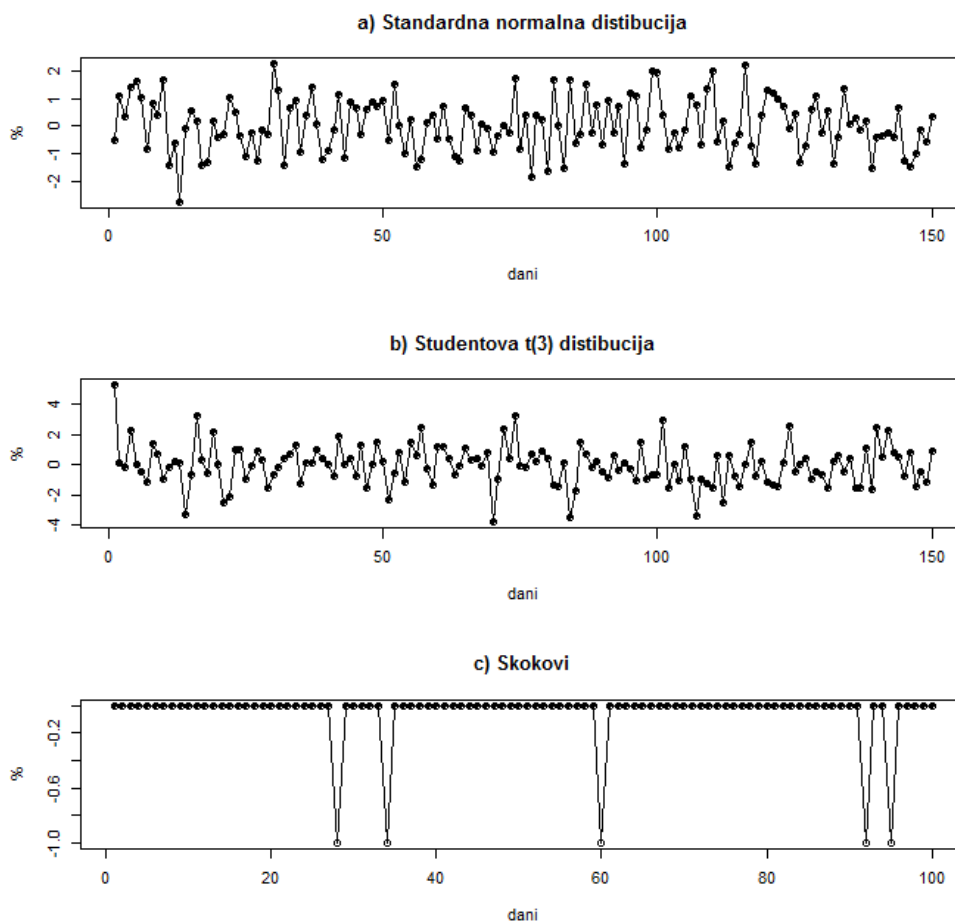 a) Standardna normalna distibucija
%
2
1
0
-1
-2
0 50 100 150
dani
b) Studentova t(3) distibucija
%
4
2
0
-2
-4
0 50 100 150
dani
c) Skokovi
%
-0.2
-0.6
-1.0
0 20 40 60 80 100
dani